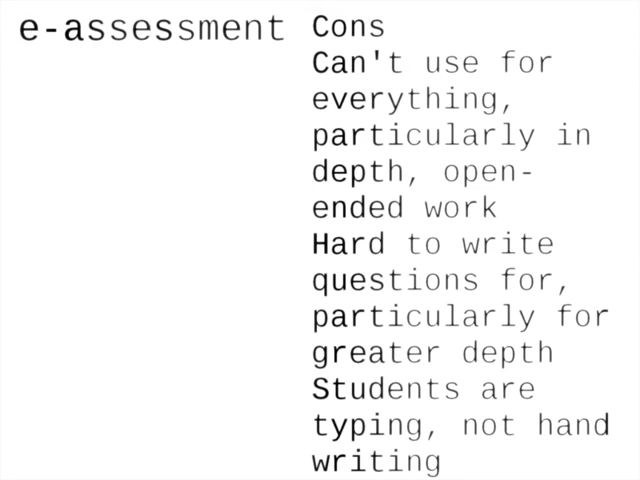 e-assessment
Cons
Can't use for
everything,
particularly in
depth, open-
ended work
Hard to write
questions for,
particularly for
greater depth
Students are
typing, not hand
writing